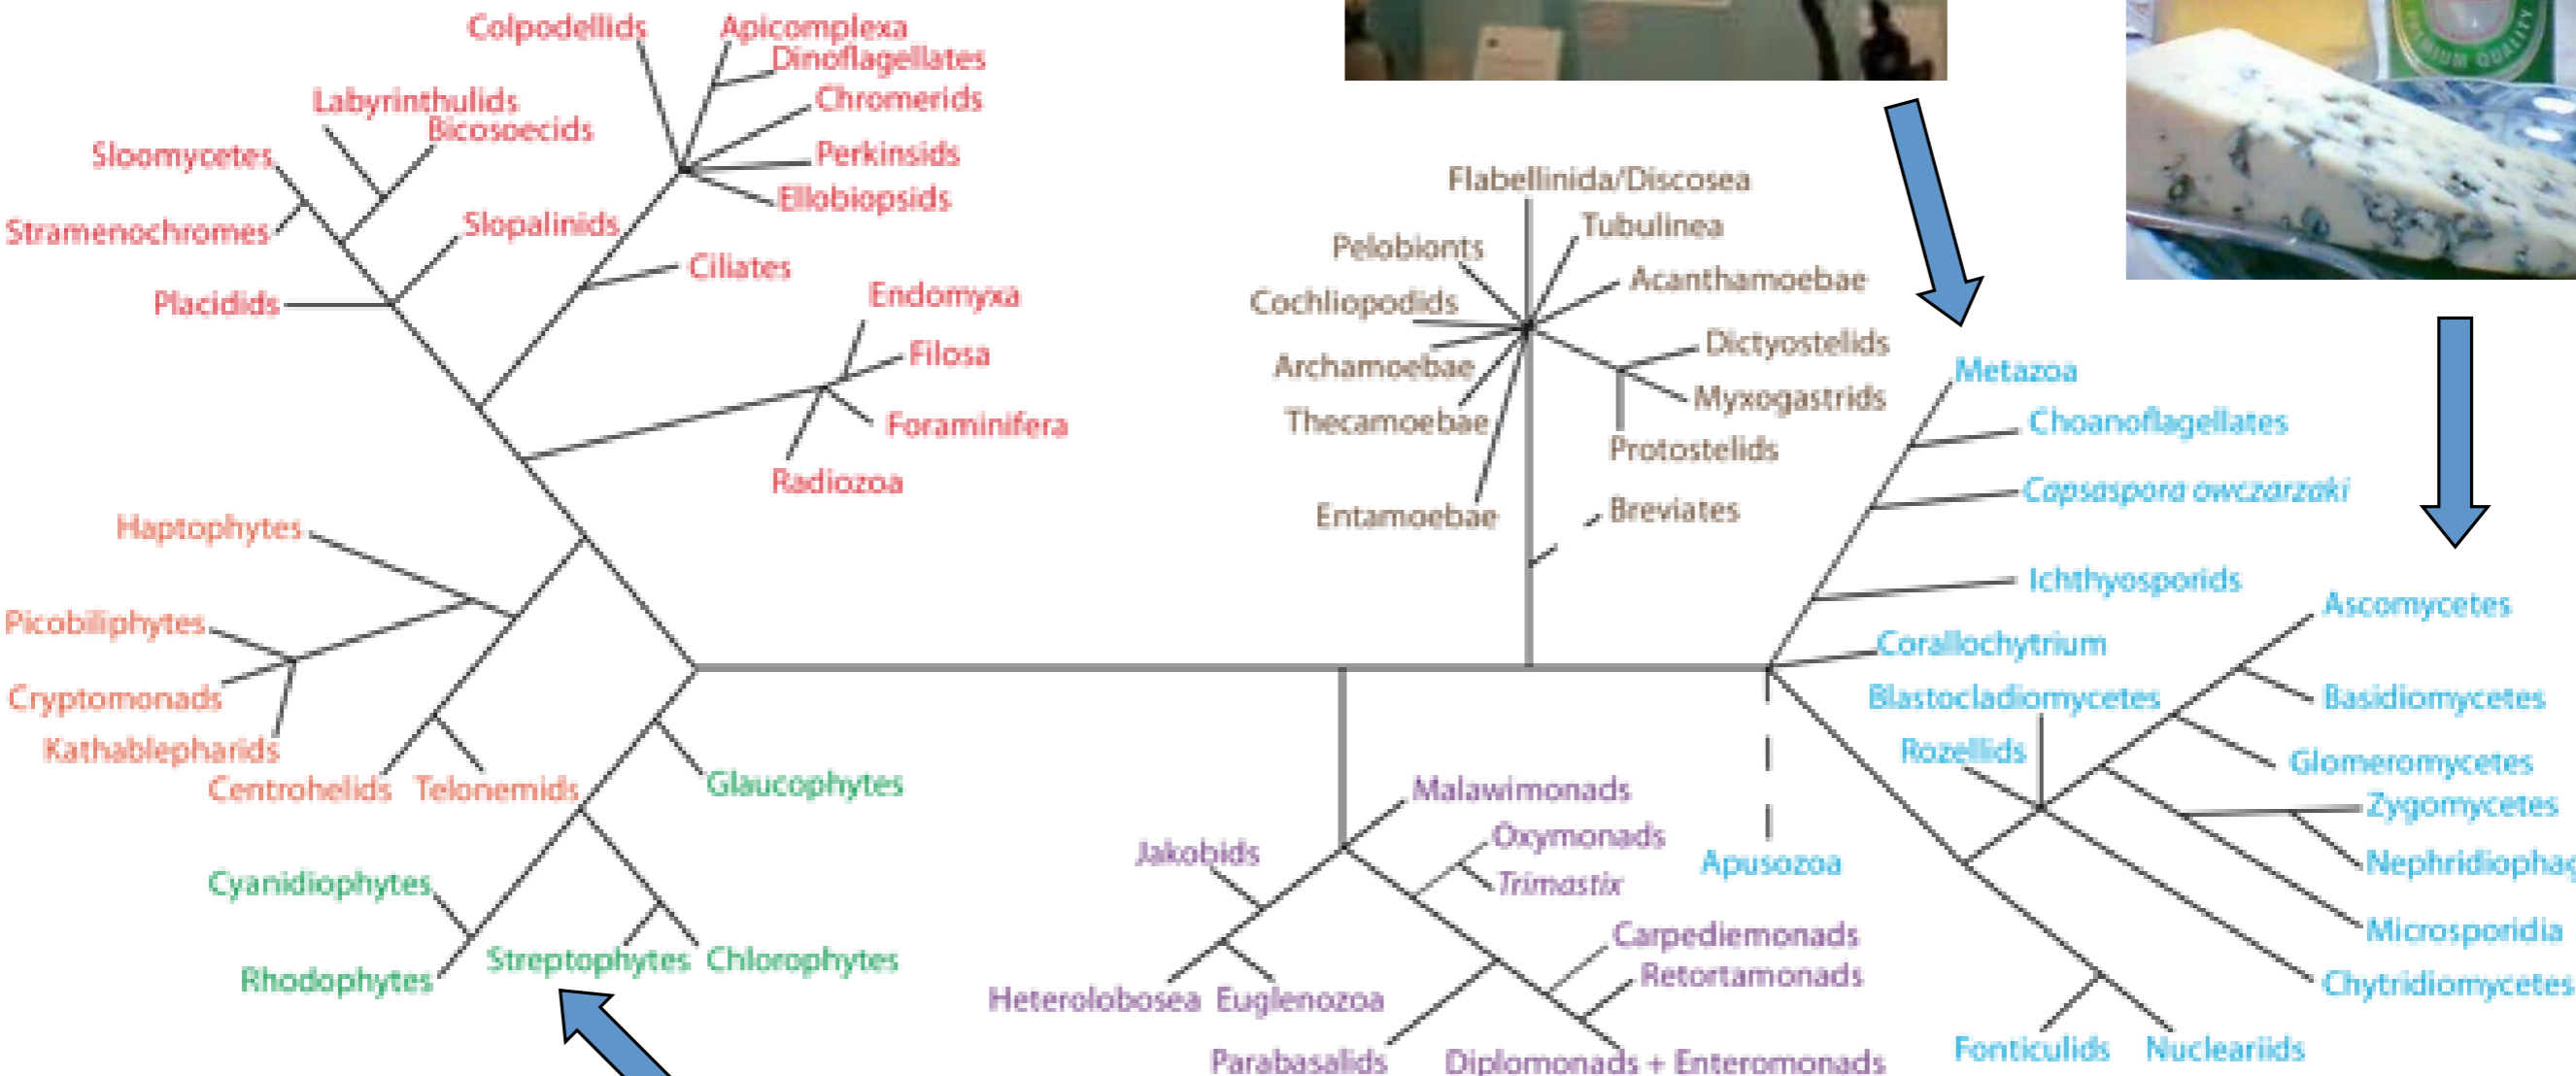 Colpodellids
Apicomplexa
Dinoflagellates
Labyrinthulids
Chromerids
Bicosoecids
Sloomycetes
Perkinsids
Ellobiopsids
Stramenochromes
Slopalinids
Ciliates
Placidids
Endomyxa
Filosa
Foraminifera
Radiozoa
Haptophytes
Picobiliphytes
Cryptomonads
Kathablepharids
Centrohelids
Telonemids
Glaucophytes
Cyanidiophytes
Streptophytes
Chlorophytes
Rhodophytes
PREMIUM QUALITY
Flabellinida/Discosea
Tubulinea
Pelobionts
Acanthamoebae
Cochliopodids
Dictyostelids
Archamoebae
Myxogastrids
Thecamoebae
Protostelids
Entamoebae
Breviates
Malawimonads
Oxymonads
Jakobids
Trimastix
Carpediemonads
Retortamonads
Heterolobosea
Euglenozoa
Parabasalids
Diplomonads + Enteromonads
Metazoa
Choanoflagellates
Capsaspora owczarzaki
Ichthyosporids
Ascomycetes
Corallochytrium
Blastocladiomycetes
Basidiomycetes
Rozellids
Glomeromycetes
Zygomycetes
Apusozoa
Nephridiophag
Microsporidia
Chytridiomycetes
Fonticulids
Nucleariids